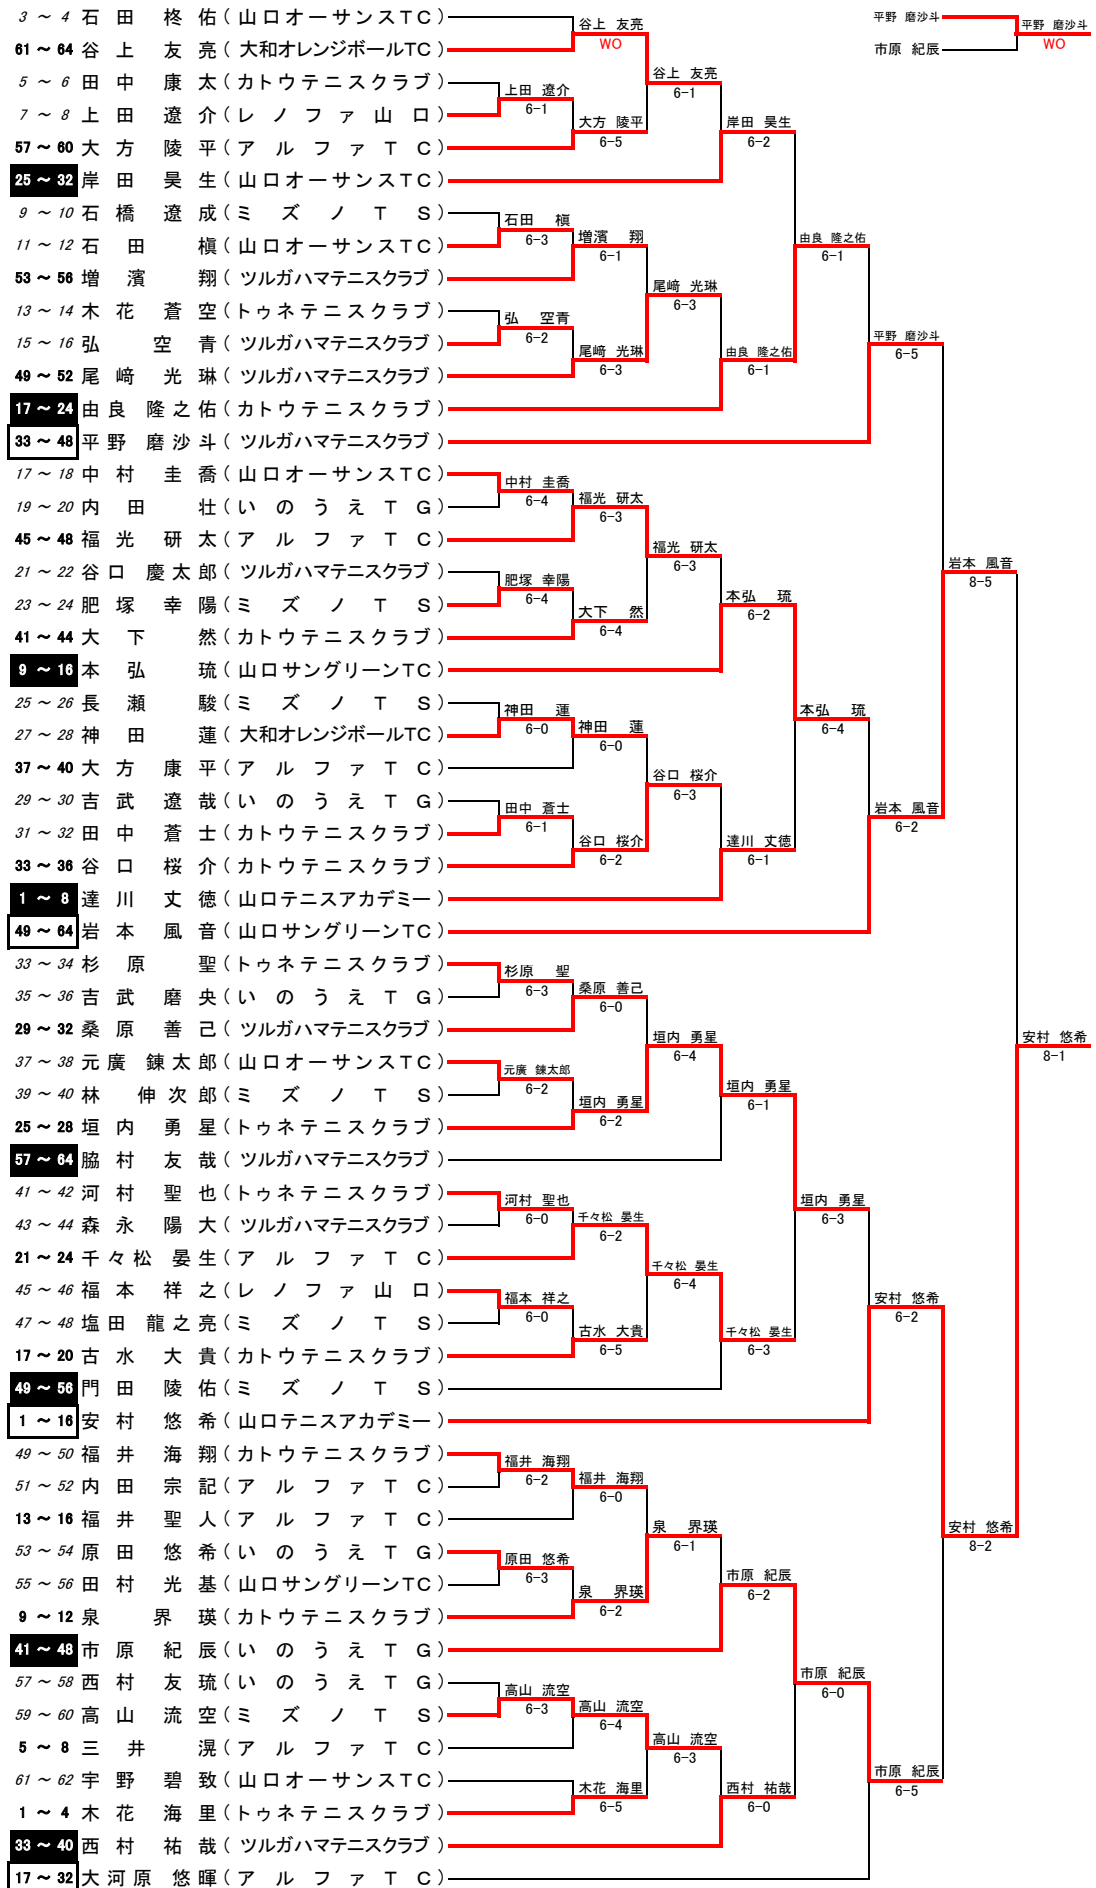 3 ～ 4 石田 柊佑 (山口オーサンスTC)
61 ～ 64 谷上 友亮 (大和オレンジボールTC)
5 ～ 6 田中 康太 (カトウテニスクラブ)
7 ～ 8 上田 遼介 (レノファ山口)
57 ～ 60 大方 陵平 (アルファTC)
25 ～ 32 岸田 昊生 (山口オーサンスTC)
9 ～ 10 石橋 遼成 (ミズノTS)
11 ～ 12 石田 槇 (山口オーサンスTC)
53 ～ 56 増濱 翔 (ツルガハマテニスクラブ)
13 ～ 14 木花 蒼空 (トゥネテニスクラブ)
15 ～ 16 弘 空青 (ツルガハマテニスクラブ)
49 ～ 52 尾﨑 光琳 (ツルガハマテニスクラブ)
17 ～ 24 由良 隆之佑 (カトウテニスクラブ)
33 ～ 48 平野 磨沙斗 (ツルガハマテニスクラブ)
17 ～ 18 中村 圭喬 (山口オーサンスTC)
19 ～ 20 内田 壮 (いのうえTG)
45 ～ 48 福光 研太 (アルファTC)
21 ～ 22 谷口 慶太郎 (ツルガハマテニスクラブ)
23 ～ 24 肥塚 幸陽 (ミズノTS)
41 ～ 44 大下 然 (カトウテニスクラブ)
9 ～ 16 本弘 琉 (山口サングリーンTC)
25 ～ 26 長瀬 駿 (ミズノTS)
27 ～ 28 神田 蓮 (大和オレンジボールTC)
37 ～ 40 大方 康平 (アルファTC)
29 ～ 30 吉武 遼哉 (いのうえTG)
31 ～ 32 田中 蒼士 (カトウテニスクラブ)
33 ～ 36 谷口 桜介 (カトウテニスクラブ)
1 ～ 8 達川 丈徳 (山口テニスアカデミー)
49 ～ 64 岩本 風音 (山口サングリーンTC)
33 ～ 34 杉原 聖 (トゥネテニスクラブ)
35 ～ 36 吉武 磨央 (いのうえTG)
29 ～ 32 桑原 善己 (ツルガハマテニスクラブ)
37 ～ 38 元廣 錬太郎 (山口オーサンスTC)
39 ～ 40 林 伸次郎 (ミズノTS)
25 ～ 28 垣内 勇星 (トゥネテニスクラブ)
57 ～ 64 脇村 友哉 (ツルガハマテニスクラブ)
41 ～ 42 河村 聖也 (トゥネテニスクラブ)
43 ～ 44 森永 陽大 (ツルガハマテニスクラブ)
21 ～ 24 千々松 晏生 (アルファTC)
45 ～ 46 福本 祥之 (レノファ山口)
47 ～ 48 塩田 龍之亮 (ミズノTS)
17 ～ 20 古水 大貴 (カトウテニスクラブ)
49 ～ 56 門田 陵佑 (ミズノTS)
1 ～ 16 安村 悠希 (山口テニスアカデミー)
49 ～ 50 福井 海翔 (カトウテニスクラブ)
51 ～ 52 内田 宗記 (アルファTC)
13 ～ 16 福井 聖人 (アルファTC)
53 ～ 54 原田 悠希 (いのうえTG)
55 ～ 56 田村 光基 (山口サングリーンTC)
9 ～ 12 泉 界瑛 (カトウテニスクラブ)
41 ～ 48 市原 紀辰 (いのうえTG)
57 ～ 58 西村 友琉 (いのうえTG)
59 ～ 60 高山 流空 (ミズノTS)
5 ～ 8 三井 滉 (アルファTC)
61 ～ 62 宇野 碧致 (山口オーサンスTC)
1 ～ 4 木花 海里 (トゥネテニスクラブ)
33 ～ 40 西村 祐哉 (ツルガハマテニスクラブ)
17 ～ 32 大河原 悠暉 (アルファTC)
上田 遼介
6-1
石田 槇
6-3
弘 空青
6-2
中村 圭喬
6-4
肥塚 幸陽
6-4
神田 蓮
6-0
田中 蒼士
6-1
杉原 聖
6-3
元廣 錬太郎
6-2
河村 聖也
6-0
福本 祥之
6-0
福井 海翔
6-2
原田 悠希
6-3
高山 流空
6-3
谷上 友亮
WO
大方 陵平
6-5
増濱 翔
6-1
尾﨑 光琳
6-3
福光 研太
6-3
大下 然
6-4
神田 蓮
6-0
谷口 桜介
6-2
桑原 善己
6-0
垣内 勇星
6-2
千々松 晏生
6-2
古水 大貴
6-5
福井 海翔
6-0
泉 界瑛
6-2
高山 流空
6-4
木花 海里
6-5
谷上 友亮
6-1
尾﨑 光琳
6-3
福光 研太
6-3
谷口 桜介
6-3
垣内 勇星
6-4
千々松 晏生
6-4
泉 界瑛
6-1
高山 流空
6-3
岸田 昊生
6-2
由良 隆之佑
6-1
本弘 琉
6-2
達川 丈徳
6-1
垣内 勇星
6-1
千々松 晏生
6-3
市原 紀辰
6-2
西村 祐哉
6-0
由良 隆之佑
6-1
本弘 琉
6-4
垣内 勇星
6-3
市原 紀辰
6-0
平野 磨沙斗
6-5
岩本 風音
6-2
安村 悠希
6-2
市原 紀辰
6-5
岩本 風音
8-5
安村 悠希
8-2
安村 悠希
8-1
平野 磨沙斗
市原 紀辰
平野 磨沙斗
WO